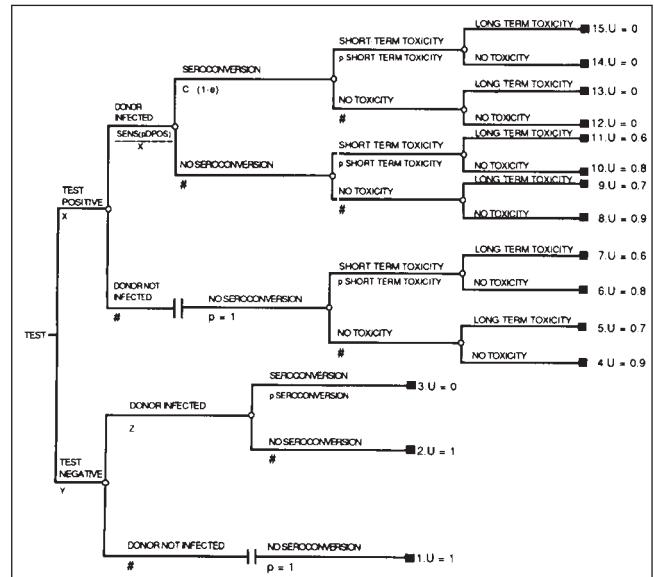 LONG TERM TOXICITY
15.U = 0
SHORT TERM TOXICITY
p SHORT TERM TOXICITY
NO TOXICITY
14.U = 0
SEROCONVERSION
C (1-e)
LONG TERM TOXICITY
13.U = 0
NO TOXICITY
#
NO TOXICITY
12.U = 0
DONOR
INFECTED
SENS(pDPOS)
X
LONG TERM TOXICITY
11.U = 0.6
SHORT TERM TOXICITY
p SHORT TERM TOXICITY
NO TOXICITY
10.U = 0.8
NO SEROCONVERSION
#
LONG TERM TOXICITY
9.U = 0.7
NO TOXICITY
#
NO TOXICITY
8.U = 0.9
TEST
POSITIVE
X
LONG TERM TOXICITY
7.U = 0.6
SHORT TERM TOXICITY
p SHORT TERM TOXICITY
NO TOXICITY
6.U = 0.8
DONOR NOT
INFECTED
#
NO SEROCONVERSION
p = 1
LONG TERM TOXICITY
5.U = 0.7
NO TOXICITY
#
NO TOXICITY
4.U = 0.9
TEST
SEROCONVERSION
p SEROCONVERSION
3.U = 0
DONOR INFECTED
Z
NO SEROCONVERSION
#
2.U = 1
TEST
NEGATIVE
Y
DONOR NOT INFECTED
#
NO SEROCONVERSION
p = 1
1.U = 1